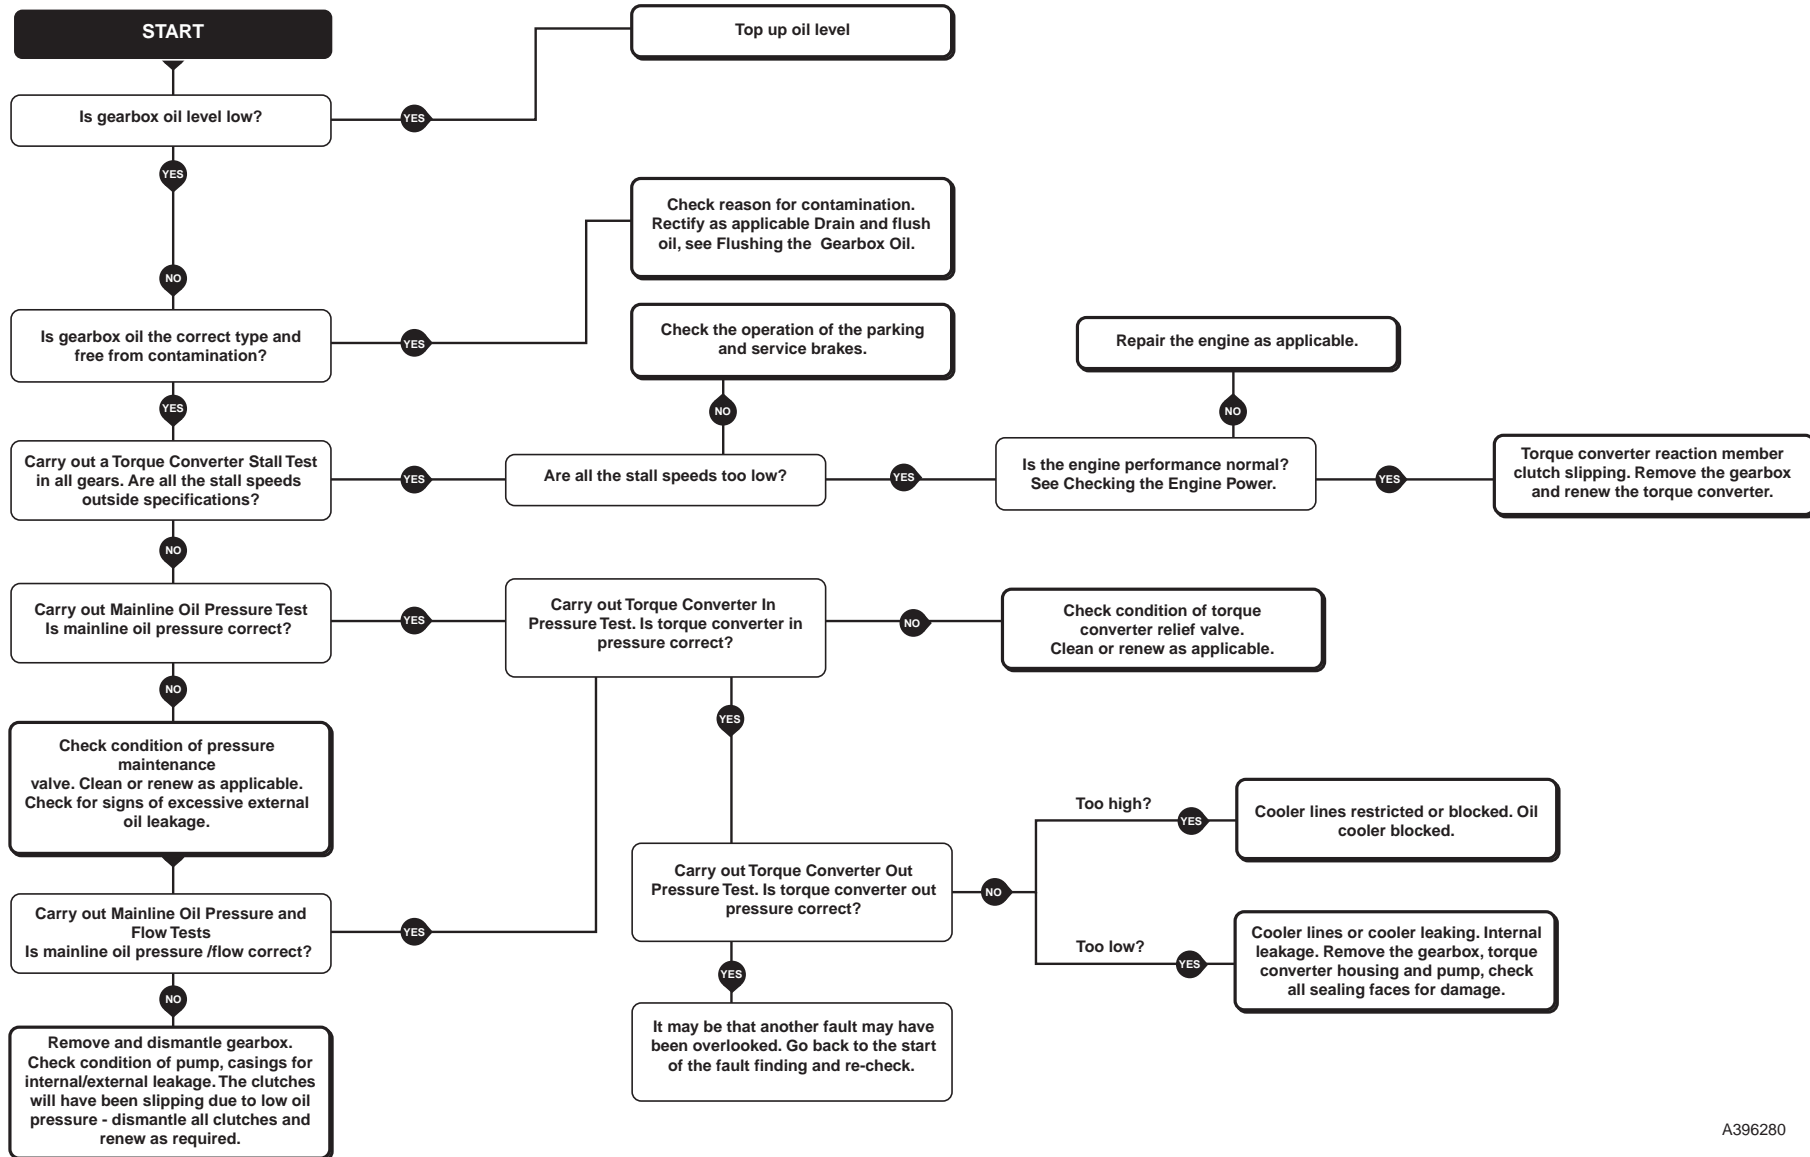 START
Top up oil level
Is gearbox oil level low?
YES
YES
Check reason for contamination.
Rectify as applicable Drain and flush
oil, see Flushing the Gearbox Oil.
NO
Is gearbox oil the correct type and
free from contamination?
YES
Check the operation of the parking
and service brakes.
Repair the engine as applicable.
YES
NO
NO
Carry out a Torque Converter Stall Test
in all gears. Are all the stall speeds
outside specifications?
YES
Are all the stall speeds too low?
YES
Is the engine performance normal?
See Checking the Engine Power.
YES
Torque converter reaction member
clutch slipping. Remove the gearbox
and renew the torque converter.
NO
Carry out Mainline Oil Pressure Test
Is mainline oil pressure correct?
YES
Carry out Torque Converter In
Pressure Test. Is torque converter in
pressure correct?
NO
Check condition of torque
converter relief valve.
Clean or renew as applicable.
NO
YES
Check condition of pressure
maintenance
valve. Clean or renew as applicable.
Check for signs of excessive external
oil leakage.
Too high?
YES
Cooler lines restricted or blocked. Oil
cooler blocked.
Carry out Torque Converter Out
Pressure Test. Is torque converter out
pressure correct?
NO
Carry out Mainline Oil Pressure and
Flow Tests
Is mainline oil pressure /flow correct?
YES
Too low?
YES
Cooler lines or cooler leaking. Internal
leakage. Remove the gearbox, torque
converter housing and pump, check
all sealing faces for damage.
YES
NO
It may be that another fault may have
been overlooked. Go back to the start
of the fault finding and re-check.
Remove and dismantle gearbox.
Check condition of pump, casings for
internal/external leakage. The clutches
will have been slipping due to low oil
pressure - dismantle all clutches and
renew as required.
A396280